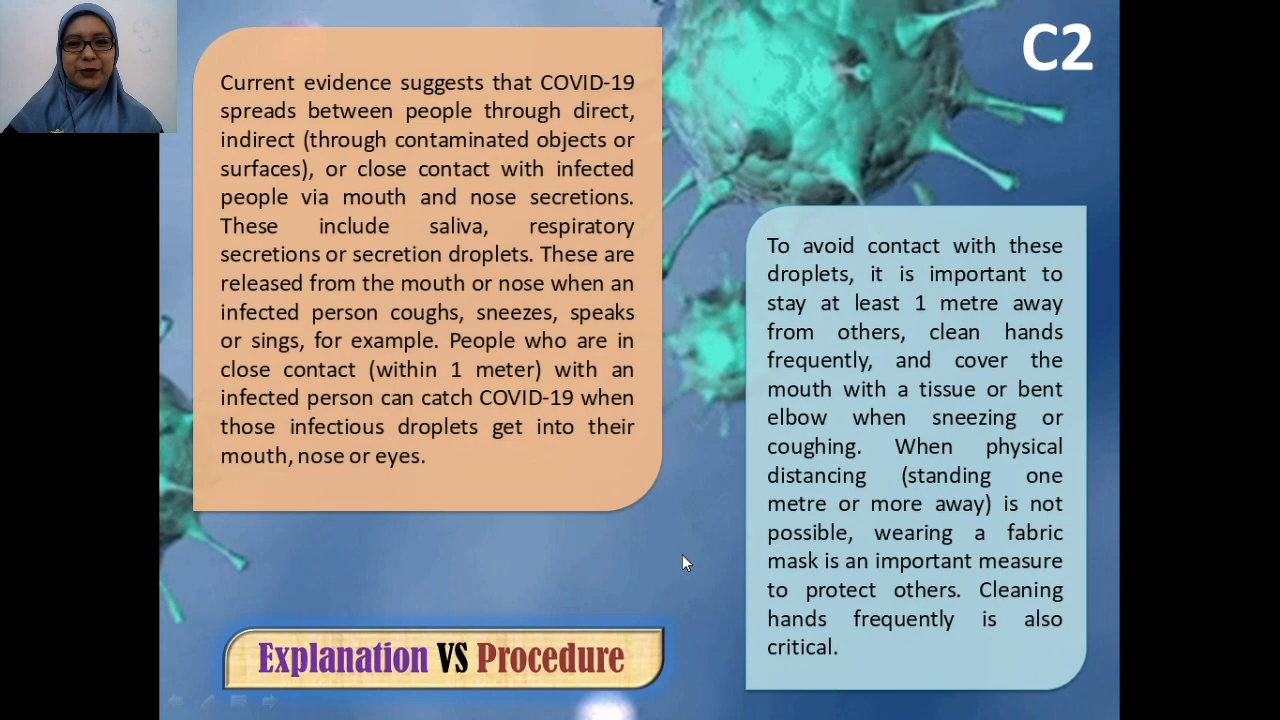 C2
Current evidence suggests that COVID-19
spreads between people through direct,
indirect (through contaminated objects or
surfaces), or close contact with infected
people via mouth and nose secretions.
These include saliva, respiratory
secretions or secretion droplets. These are
released from the mouth or nose when an
infected person coughs, sneezes, speaks
or sings, for example. People who are in
close contact (within 1 meter) with an
infected person can catch COVID-19 when
those infectious droplets get into their
mouth, nose or eyes.
To avoid contact with these
droplets, it is important to
stay at least 1 metre away
from others, clean hands
frequently, and cover the
mouth with a tissue or bent
elbow when sneezing or
coughing. When physical
distancing (standing one
metre or more away) is not
possible, wearing a fabric
mask is an important measure
to protect others. Cleaning
hands frequently is also
critical.
Explanation VS Procedure